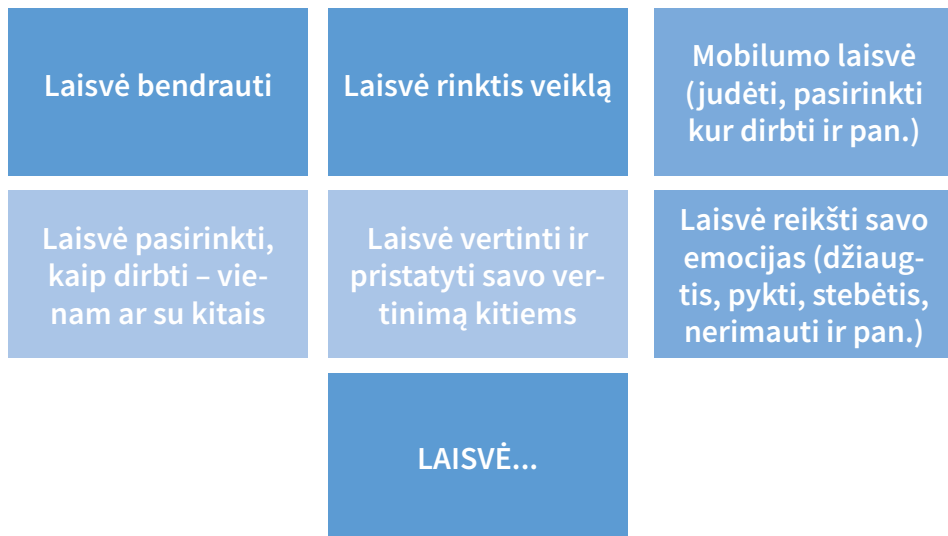 Laisvė bendrauti
Laisvė rinktis veiklą
Mobilumo laisvė
(judėti, pasirinkti
kur dirbti ir pan.)
Laisvė pasirinkti,
kaip dirbti – vie-
nam ar su kitais
Laisvė vertinti ir
pristatyti savo ver-
tinimą kitiems
Laisvė reikšti savo
emocijas (džiaug-
tis, pykti, stebėtis,
nerimauti ir pan.)
LAISVĖ...